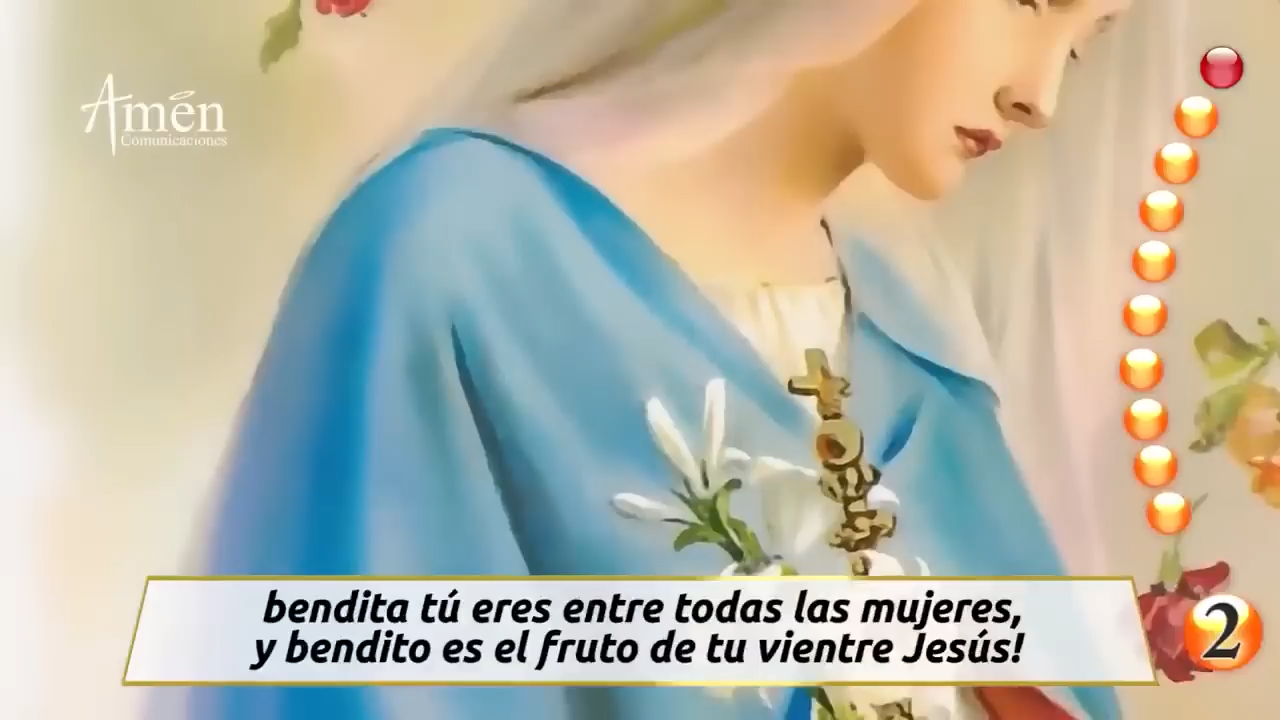 Amén
Comunicaciones
bendita tú eres entre todas las mujeres,
y bendito es el fruto de tu vientre Jesús!
2